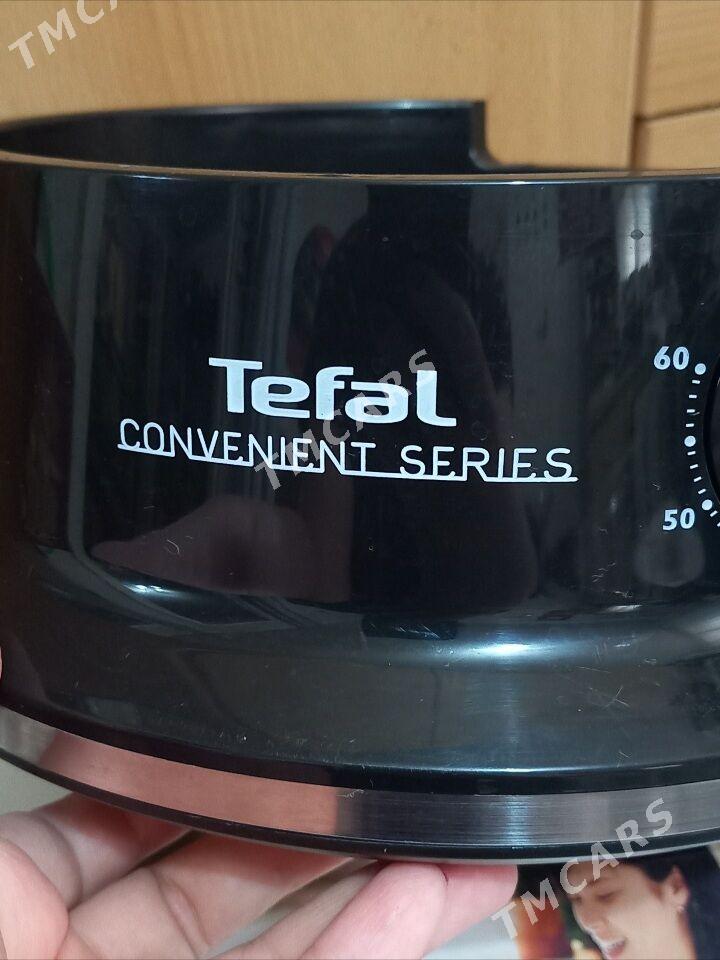 TMCARS
Tefal
CONVENIENT SERIES
60
50
TMCARS
TMCARS